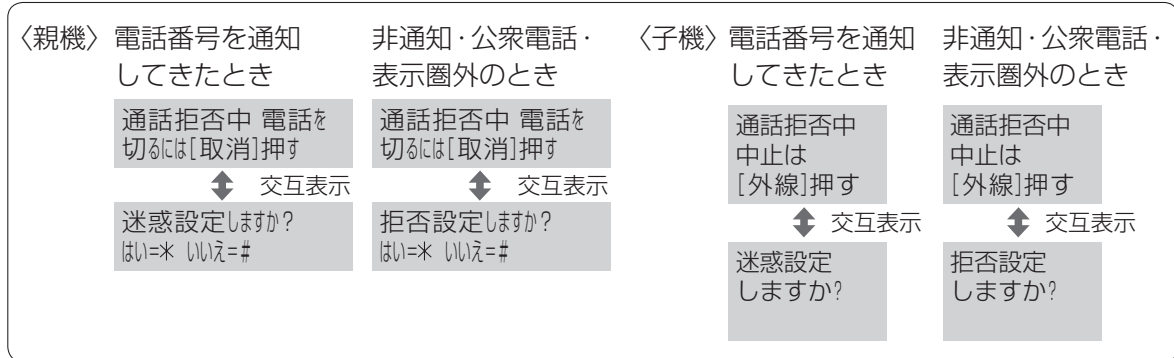 〈親機〉 電話番号を通知
してきたとき
通話拒否中 電話を
切るには[取消]押す
交互表示
迷惑設定しますか?
はい=* いいえ=#
非通知・公衆電話・
表示圏外のとき
通話拒否中 電話を
切るには[取消]押す
交互表示
拒否設定しますか?
はい=* いいえ=#
〈子機〉 電話番号を通知
してきたとき
通話拒否中
中止は
[外線]押す
交互表示
迷惑設定
しますか?
非通知・公衆電話・
表示圏外のとき
通話拒否中
中止は
[外線]押す
交互表示
拒否設定
しますか?